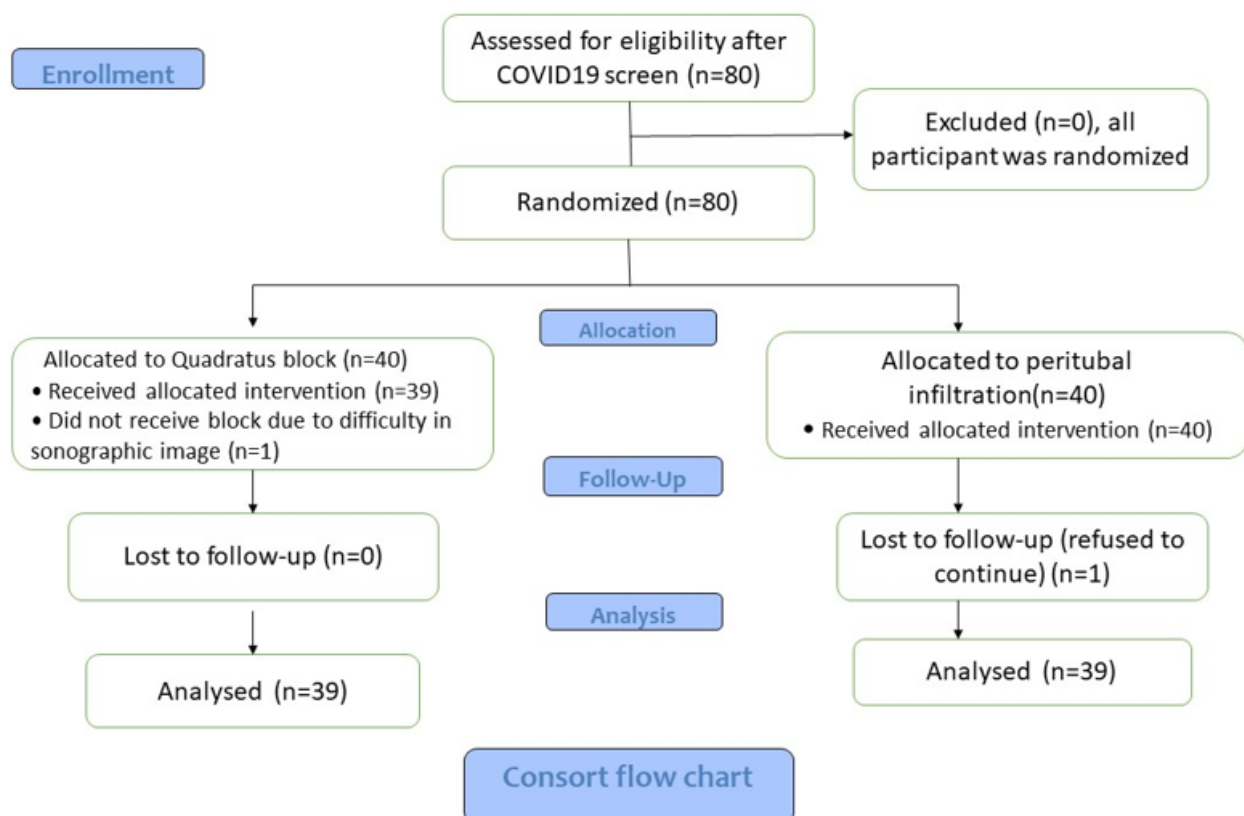 Enrollment
Assessed for eligibility after
COVID19 screen (n=80)
Excluded (n=0), all
participant was randomized
Randomized (n=80)
Allocation
Allocated to Quadratus block (n=40)
• Received allocated intervention (n=39)
• Did not receive block due to difficulty in
sonographic image (n=1)
Allocated to peritubal
infiltration(n=40)
• Received allocated intervention (n=40)
Follow-Up
Lost to follow-up (n=0)
Lost to follow-up (refused to
continue) (n=1)
Analysis
Analysed (n=39)
Analysed (n=39)
Consort flow chart